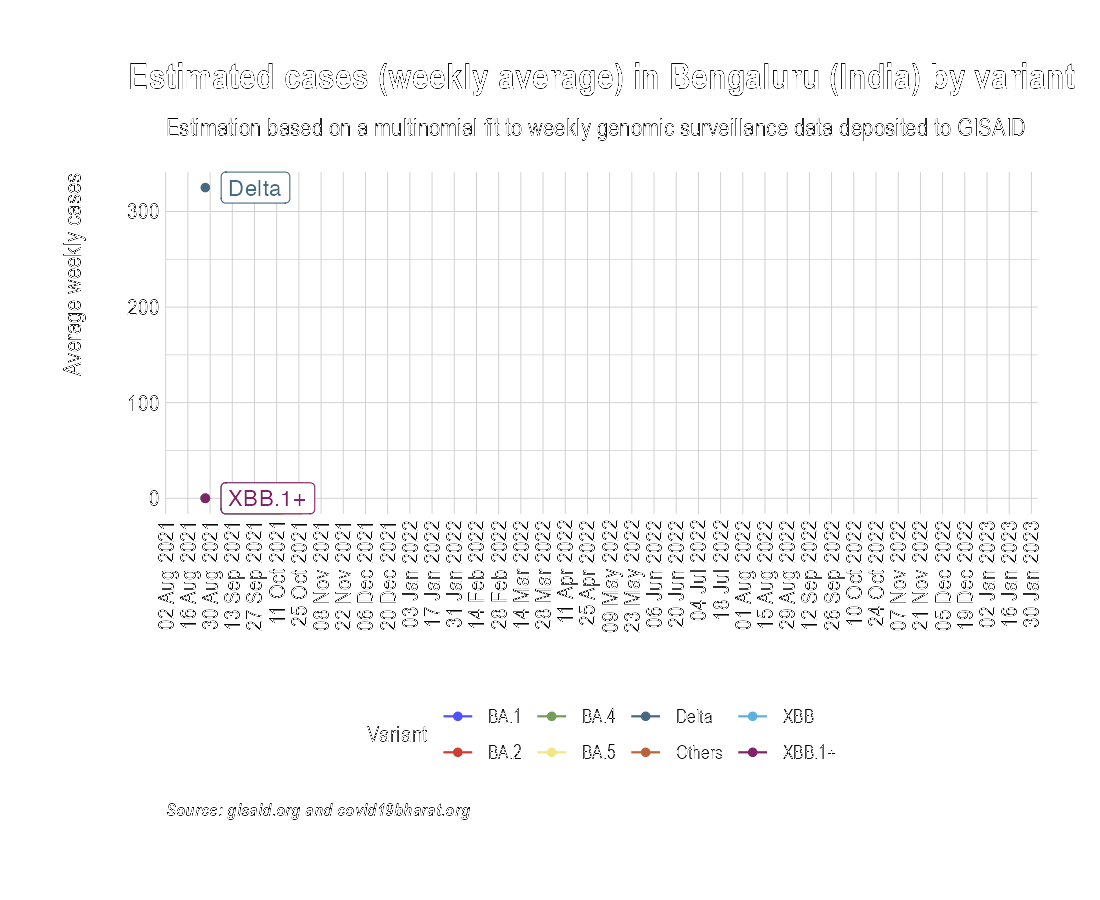 Estimated cases (weekly average) in Bengaluru (India) by variant
Estimation based on a multinomial fit to weekly genomic surveillance data deposited to GISAID
Average weekly cases
300
200
100
0
Delta
XBB.1+
02 Aug 2021
16 Aug 2021
30 Aug 2021
13 Sep 2021
27 Sep 2021
11 Oct 2021
25 Oct 2021
08 Nov 2021
22 Nov 2021
06 Dec 2021
20 Dec 2021
03 Jan 2022
17 Jan 2022
31 Jan 2022
14 Feb 2022
28 Feb 2022
14 Mar 2022
28 Mar 2022
11 Apr 2022
25 Apr 2022
09 May 2022
23 May 2022
06 Jun 2022
20 Jun 2022
04 Jul 2022
18 Jul 2022
01 Aug 2022
15 Aug 2022
29 Aug 2022
12 Sep 2022
26 Sep 2022
10 Oct 2022
24 Oct 2022
07 Nov 2022
21 Nov 2022
05 Dec 2022
19 Dec 2022
02 Jan 2023
16 Jan 2023
30 Jan 2023
Variant
BA.1 BA.4 Delta XBB
BA.2 BA.5 Others XBB.1+
Source: gisaid.org and covid19bharat.org